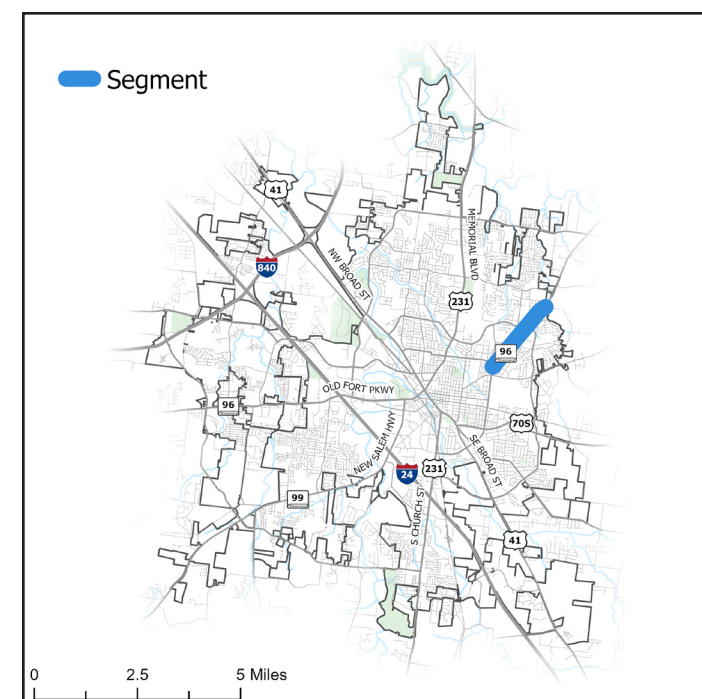 Segment
41
840
NW BROAD ST
MEMORIAL BLVD
231
96
OLD FORT PKWY
96
70S
NEW SALEM HWY
SE BROAD ST
24
231
99
S CHURCH ST
41
0 2.5 5 Miles